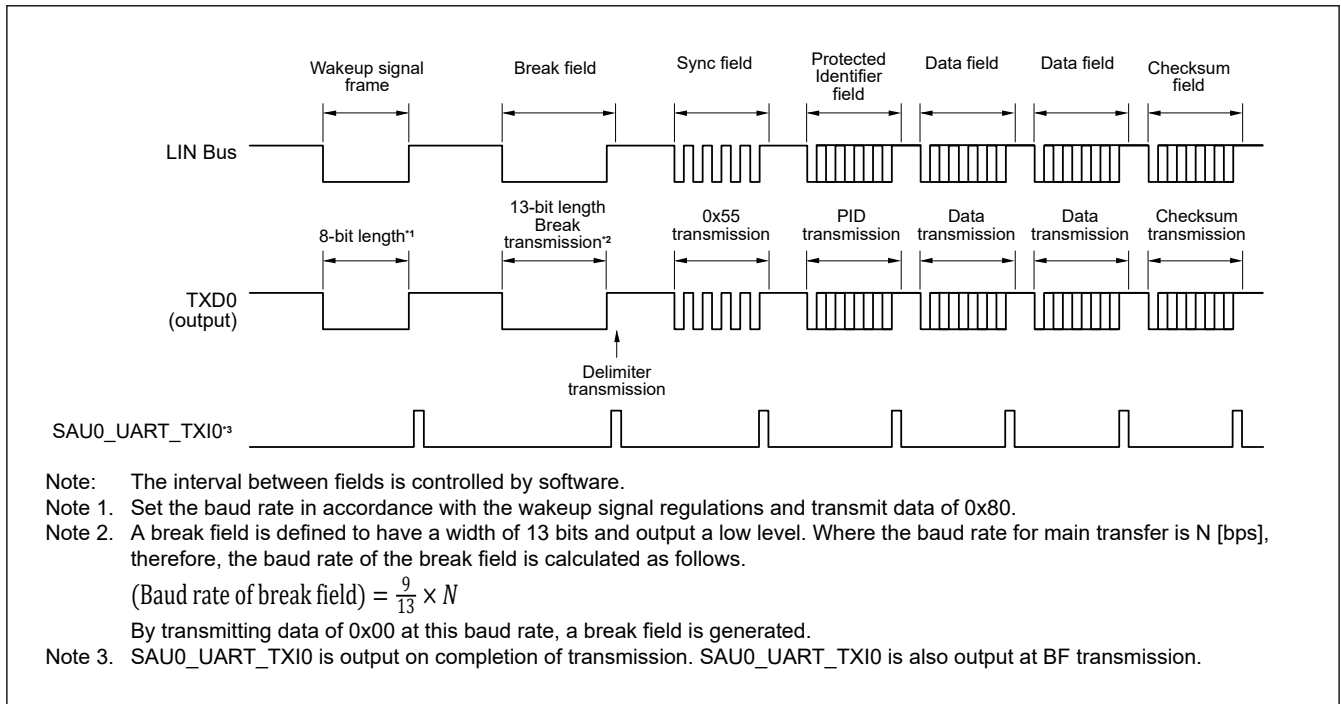 Wakeup signal
frame
Break field
Sync field
Protected
Identifier
field
Data field
Data field
Checksum
field
LIN Bus
8-bit length*1
13-bit length
Break
transmission*2
0x55
transmission
PID
transmission
Data
transmission
Data
transmission
Checksum
transmission
TXD0
(output)
Delimiter
transmission
SAU0_UART_TXI0*3
Note: The interval between fields is controlled by software.
Note 1. Set the baud rate in accordance with the wakeup signal regulations and transmit data of 0x80.
Note 2. A break field is defined to have a width of 13 bits and output a low level. Where the baud rate for main transfer is N [bps],
therefore, the baud rate of the break field is calculated as follows.
(Baud rate of break field) = 9/13 × N
By transmitting data of 0x00 at this baud rate, a break field is generated.
Note 3. SAU0_UART_TXI0 is output on completion of transmission. SAU0_UART_TXI0 is also output at BF transmission.